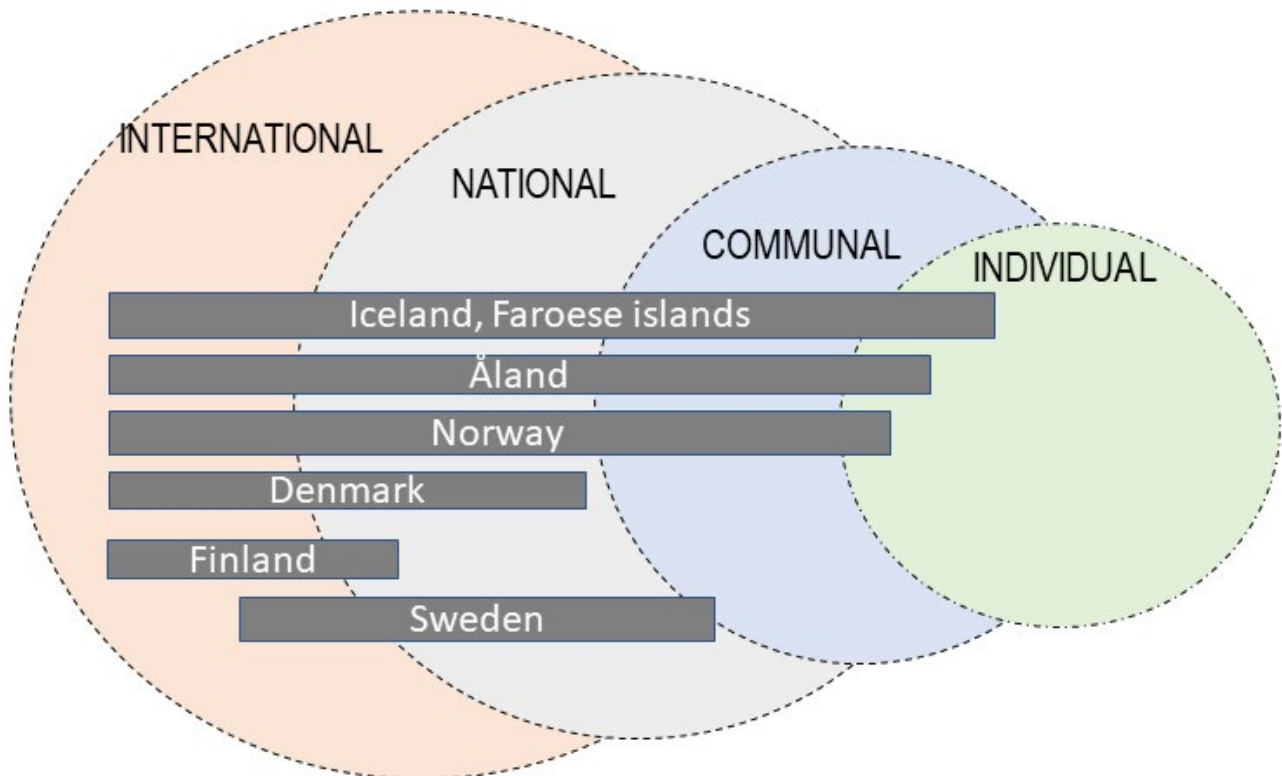 INTERNATIONAL
NATIONAL
COMMUNAL
INDIVIDUAL
Iceland, Faroese islands
Åland
Norway
Denmark
Finland
Sweden